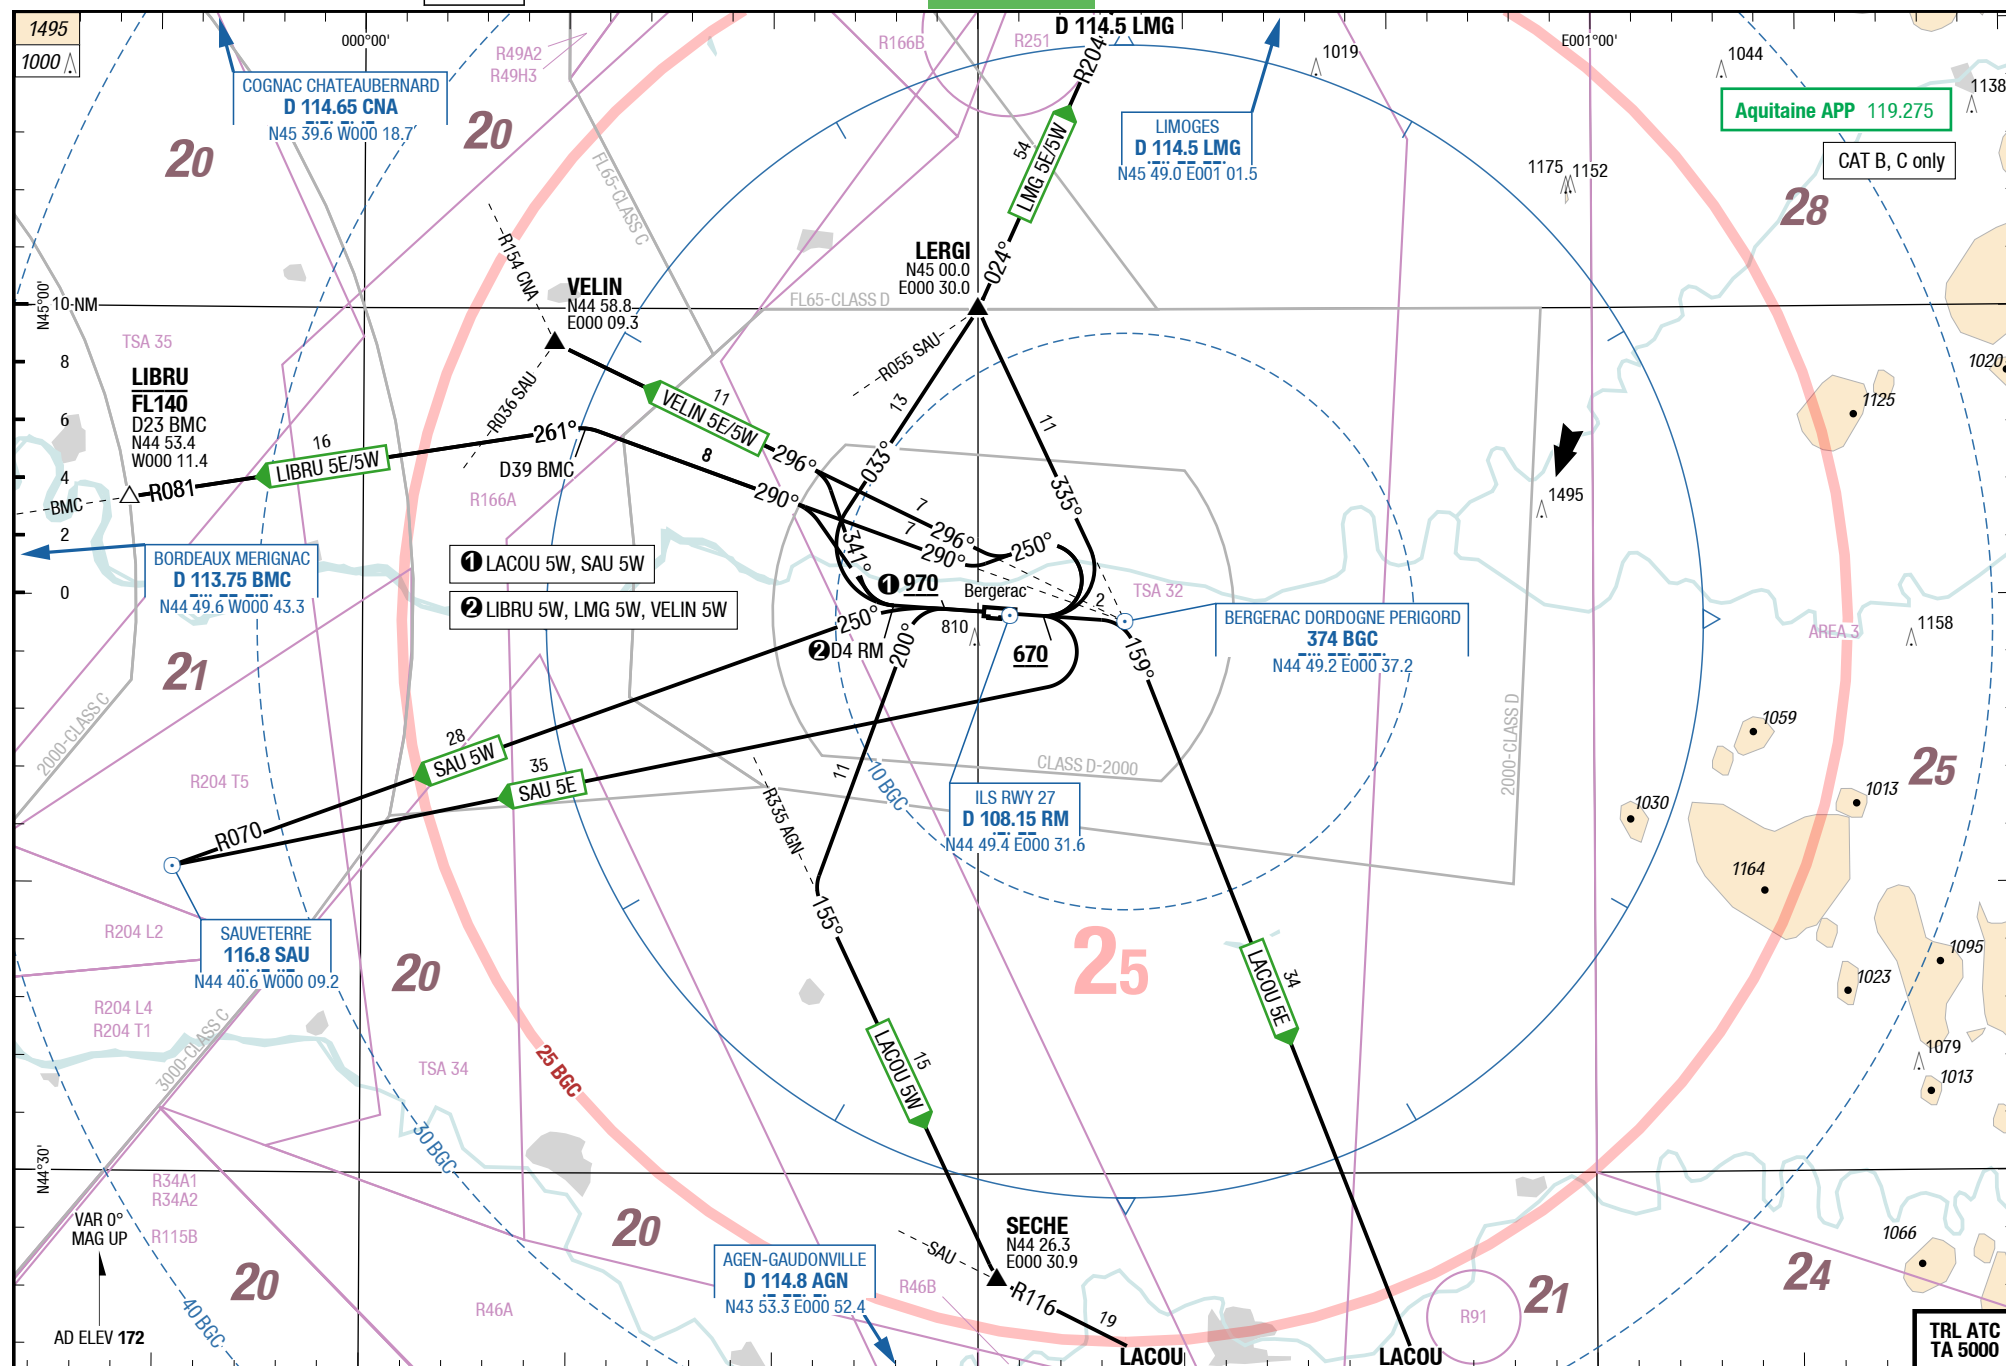 1495
1000
000°00'
R49A2
R49H3
R166B
R251
D 114.5 LMG
R204
E001°00'
1019
1044
1138
COGNAC CHATEAUBERNARD
D 114.65 CNA
N45 39.6 W000 18.7
20
20
FL65-CLASS C
54
LMG 5E/5W
LIMOGES
D 114.5 LMG
N45 49.0 E001 01.5
Aquitaine APP 119.275
CAT B, C only
1175
1152
28
R154 CNA
LERGI
N45 00.0
E000 30.0
024°
VELIN
N44 58.8
E000 09.3
FL65-CLASS D
N45°00'
10 NM
8
6
4
2
0
TSA 35
LIBRU
FL140
D23 BMC
N44 53.4
W000 11.4
R055 SAU
R036 SAU
13
11
11
VELIN 5E/5W
1020
1125
16
LIBRU 5E/5W
261°
D39 BMC
8
296°
033°
335°
R081
BMC
R166A
290°
7
296°
7
290°
250°
341°
1495
BORDEAUX MERIGNAC
D 113.75 BMC
N44 49.6 W000 43.3
1 LACOU 5W, SAU 5W
2 LIBRU 5W, LMG 5W, VELIN 5W
1 970
Bergerac
2
TSA 32
250°
200°
810
2 D4 RM
670
159°
BERGERAC DORDOGNE PERIGORD
374 BGC
N44 49.2 E000 37.2
AREA 3
1158
21
2000-CLASS C
28
SAU 5W
35
SAU 5E
R204 T5
11
R335 AGN
10 BGC
CLASS D-2000
2000-CLASS D
1059
25
1030
1013
ILS RWY 27
D 108.15 RM
N44 49.4 E000 31.6
R070
1164
155°
SAUVETERRE
116.8 SAU
N44 40.6 W000 09.2
R204 L2
20
25
34
LACOU 5E
1095
1023
R204 L4
R204 T1
3000-CLASS C
TSA 34
25 BGC
15
LACOU 5W
1079
1013
30 BGC
N44°30'
R34A1
R34A2
R115B
VAR 0°
MAG UP
AD ELEV 172
20
40 BGC
20
R46A
AGEN-GAUDONVILLE
D 114.8 AGN
N43 53.3 E000 52.4
SAU
R46B
SECHE
N44 26.3
E000 30.9
R116
19
LACOU
LACOU
R91
21
24
1066
TRL ATC
TA 5000